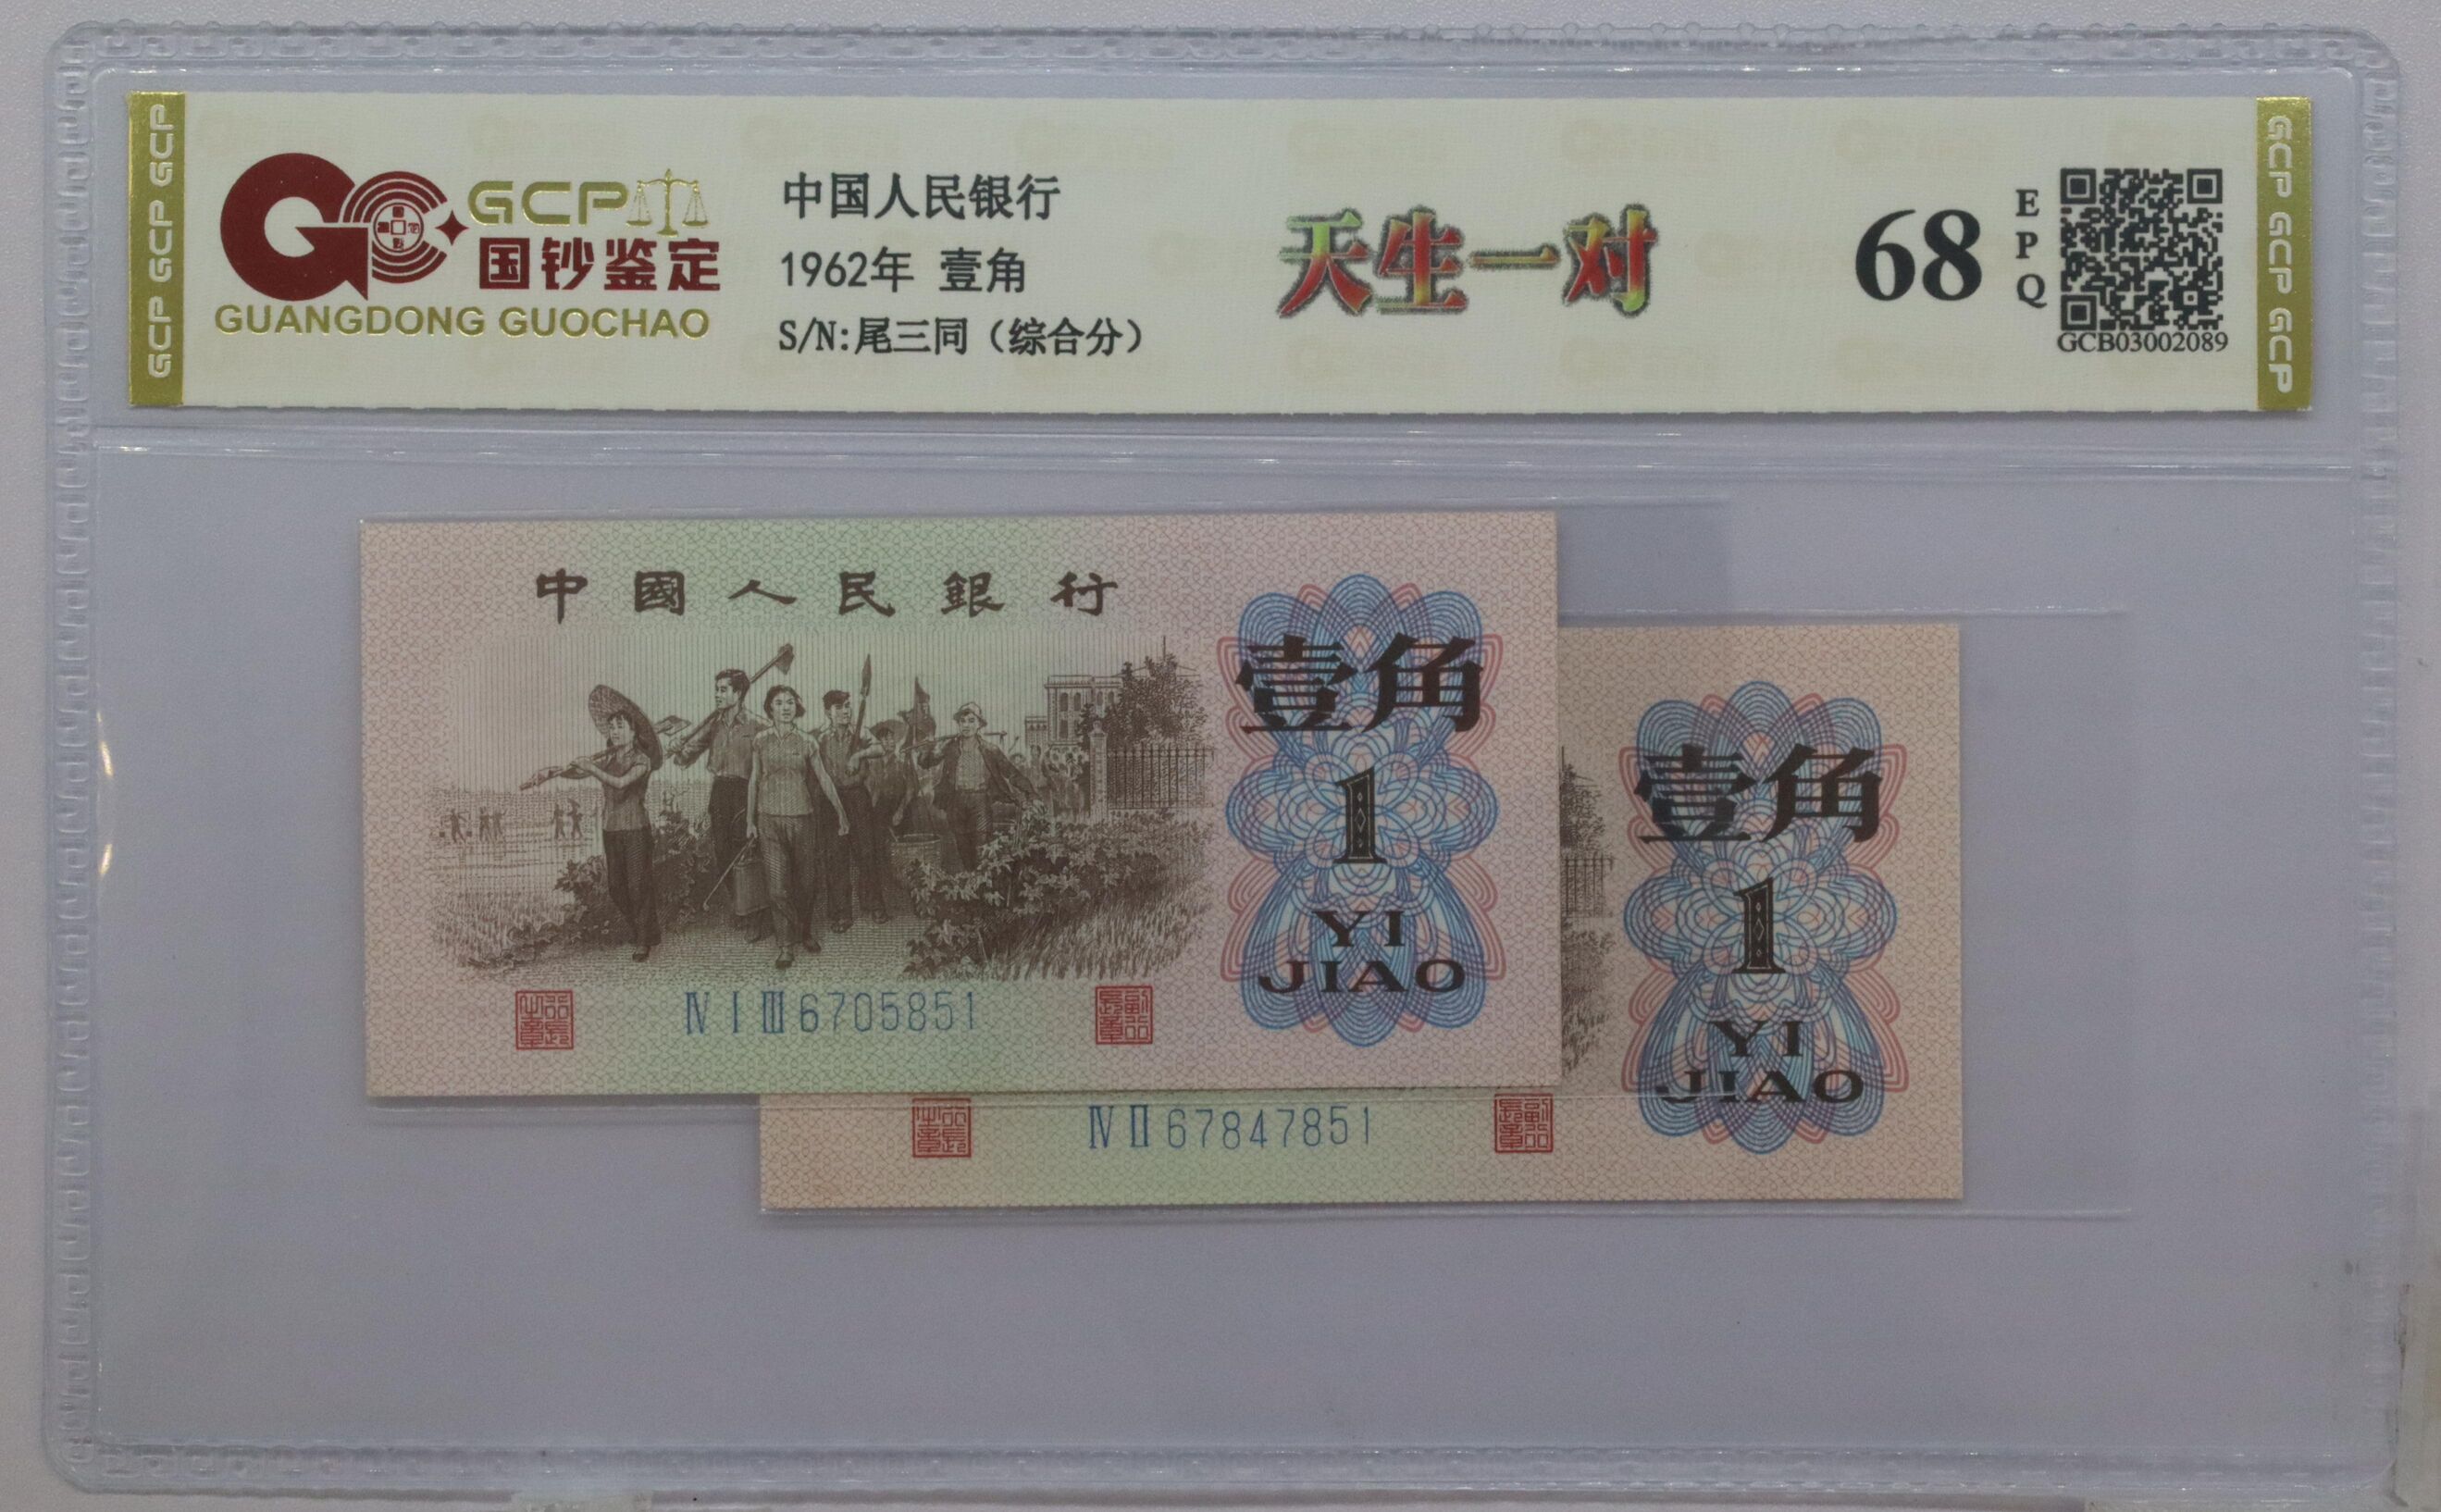 GCP GCP GCP
GCP
国钞鉴定
GUANGDONG GUOCHAO
中国人民银行
1962年 壹角
S/N:尾三同（综合分）
天生一对
68
EPQ
GCB03002089
GCP GCP GCP GCP
中國人民銀行
壹角
1
YI
JIAO
Ⅳ Ⅰ Ⅲ 6705851
壹角
1
YI
JIAO
Ⅳ Ⅱ 67847851